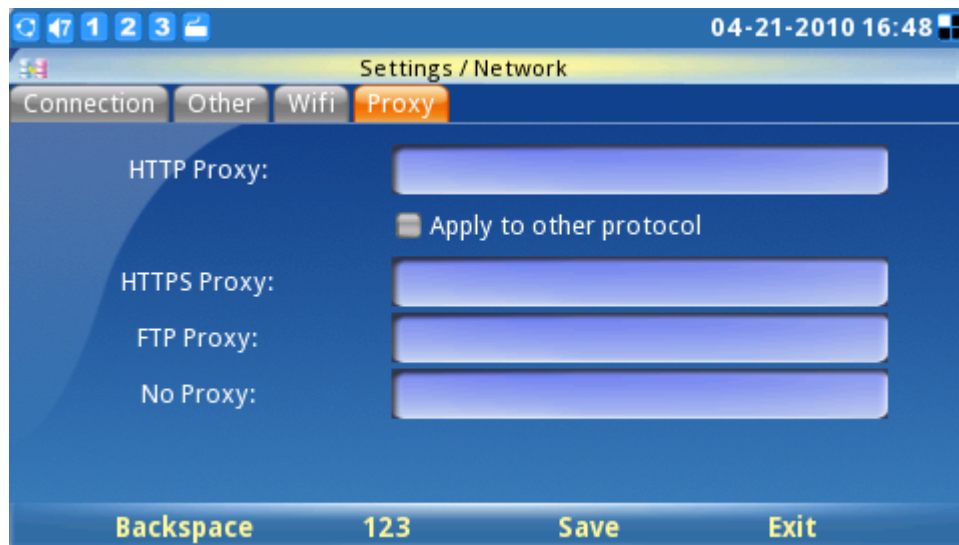 7 1 2 3 04-21-2010 16:48
Settings / Network
Connection Other Wifi Proxy
HTTP Proxy:
Apply to other protocol
HTTPS Proxy:
FTP Proxy:
No Proxy:
Backspace 123 Save Exit